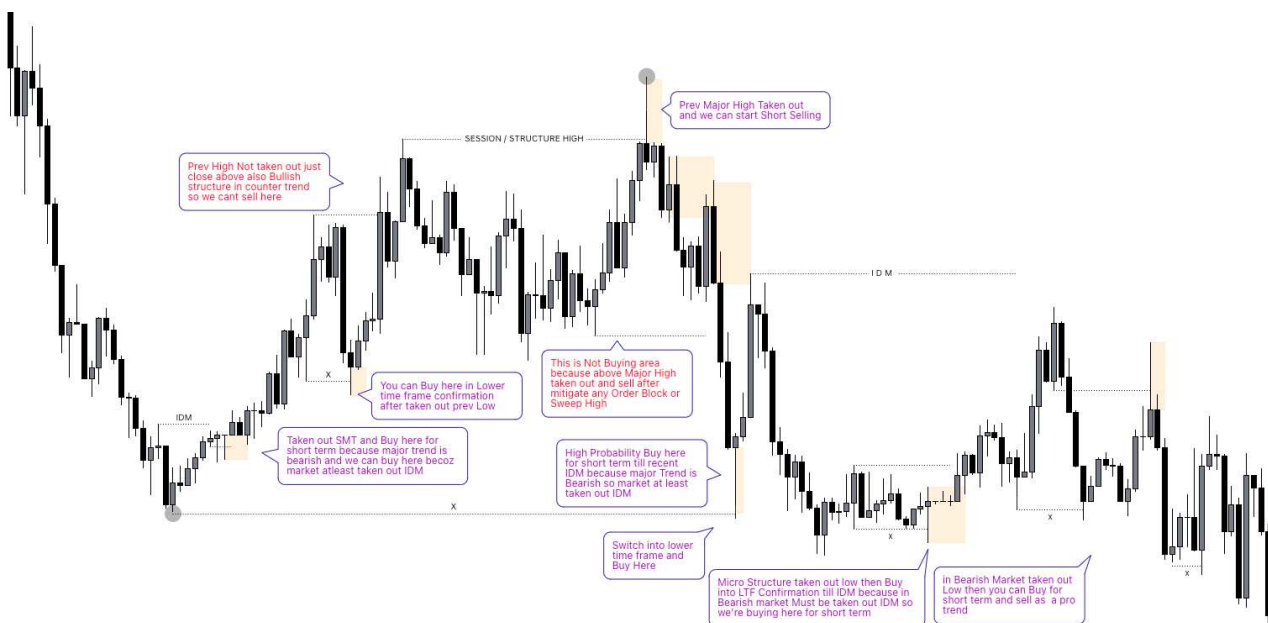 Prev Major High Taken out
and we can start Short Selling
SESSION / STRUCTURE HIGH
Prev High Not taken out just
close above also Bullish
structure in counter trend
so we cant sell here
I D M
This is Not Buying area
because above Major High
taken out and sell after
mitigate any Order Block or
Sweep High
X
You can Buy here in Lower
time frame confirmation
after taken out prev Low
IDM
Taken out SMT and Buy here for
short term because major trend is
bearish and we can buy here becoz
market atleast taken out IDM
High Probability Buy here
for short term till recent
IDM because major Trend is
Bearish so market at least
taken out IDM
X
X
X
Switch into lower
time frame and
Buy Here
Micro Structure taken out low then Buy
into LTF Confirmation till IDM because in
Bearish market Must be taken out IDM so
we're buying here for short term
in Bearish Market taken out
Low then you can Buy for
short term and sell as a pro
trend
X